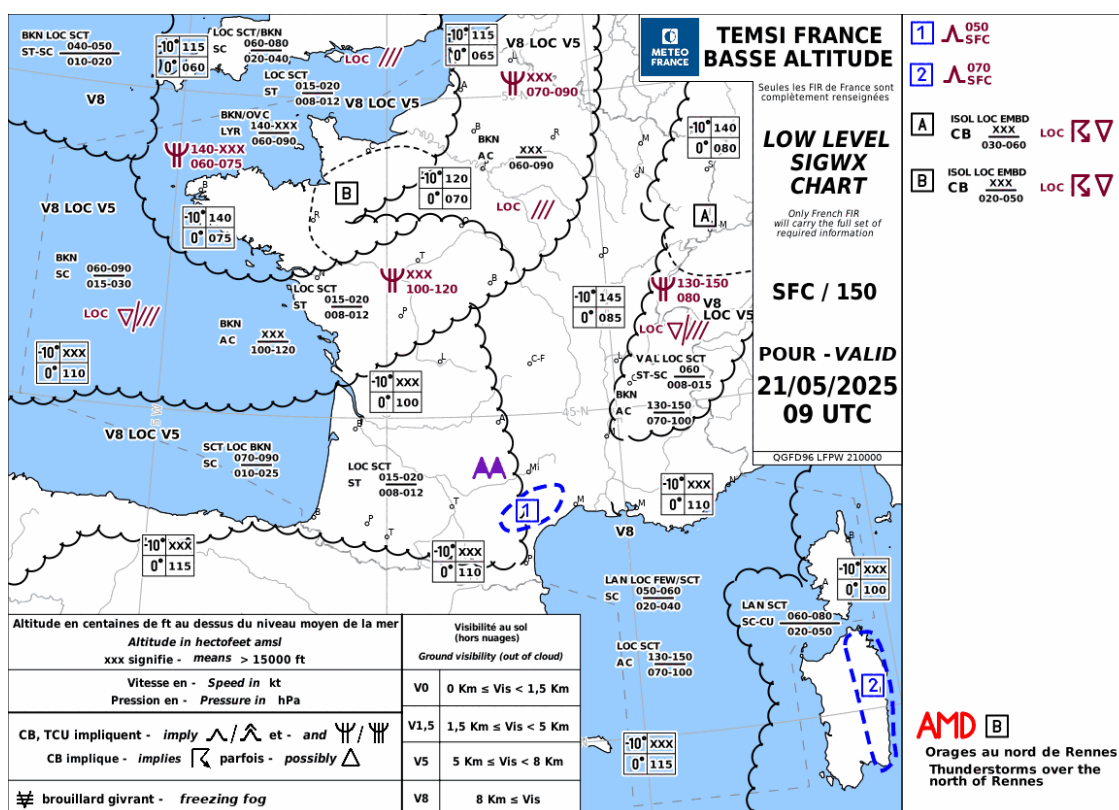 BKN LOC SCT
ST-SC 040-050
010-020
V8
-10° 115
0° 060
LOC SCT/BKN
SC 060-080
020-040
LOC
LOC SCT
ST 015-020
008-012
V8 LOC V5
BKN/OVC
LYR 140-XXX
060-090
140-XXX
060-075
-10° 115
0° 065
V8 LOC V5
XXX
070-090
50°N
BKN
AC XXX
060-090
-10° 120
0° 070
LOC
B
-10° 140
0° 075
-10° 140
0° 080
A
V8 LOC V5
BKN
SC 060-090
015-030
LOC
BKN
AC XXX
100-120
-10° XXX
0° 110
LOC SCT
ST 015-020
008-012
XXX
100-120
-10° XXX
0° 100
-10° 145
0° 085
130-150
080
V8
LOC V5
LOC
VAL LOC SCT
ST-SC 060
008-015
BKN
AC 130-150
070-100
45°N
5°W
V8 LOC V5
SCT LOC BKN
SC 070-090
010-025
LOC SCT
ST 015-020
008-012
1
-10° XXX
0° 110
V8
-10° XXX
0° 115
-10° XXX
0° 110
LAN LOC FEW/SCT
SC 050-060
020-040
LOC SCT
AC 130-150
070-100
LAN SCT
SC-CU 060-080
020-050
-10° XXX
0° 100
2
-10° XXX
0° 115
METEO
FRANCE
TEMSI FRANCE
BASSE ALTITUDE
Seules les FIR de France sont
complètement renseignées
LOW LEVEL
SIGWX
CHART
Only French FIR
will carry the full set of
required information
SFC / 150
POUR - VALID
21/05/2025
09 UTC
QGFD96 LFPW 210000
1 050
SFC
2 070
SFC
A ISOL LOC EMBD
CB XXX
030-060
LOC
B ISOL LOC EMBD
CB XXX
020-050
LOC
AMD B
Orages au nord de Rennes
Thunderstorms over the
north of Rennes
Altitude en centaines de ft au dessus du niveau moyen de la mer
Altitude in hectofeet amsl
xxx signifie - means > 15000 ft
Vitesse en - Speed in kt
Pression en - Pressure in hPa
CB, TCU impliquent - imply / et - and /
CB implique - implies parfois - possibly
brouillard givrant - freezing fog
Visibilité au sol
(hors nuages)
Ground visibility (out of cloud)
V0 0 Km ≤ Vis < 1,5 Km
V1,5 1,5 Km ≤ Vis < 5 Km
V5 5 Km ≤ Vis < 8 Km
V8 8 Km ≤ Vis